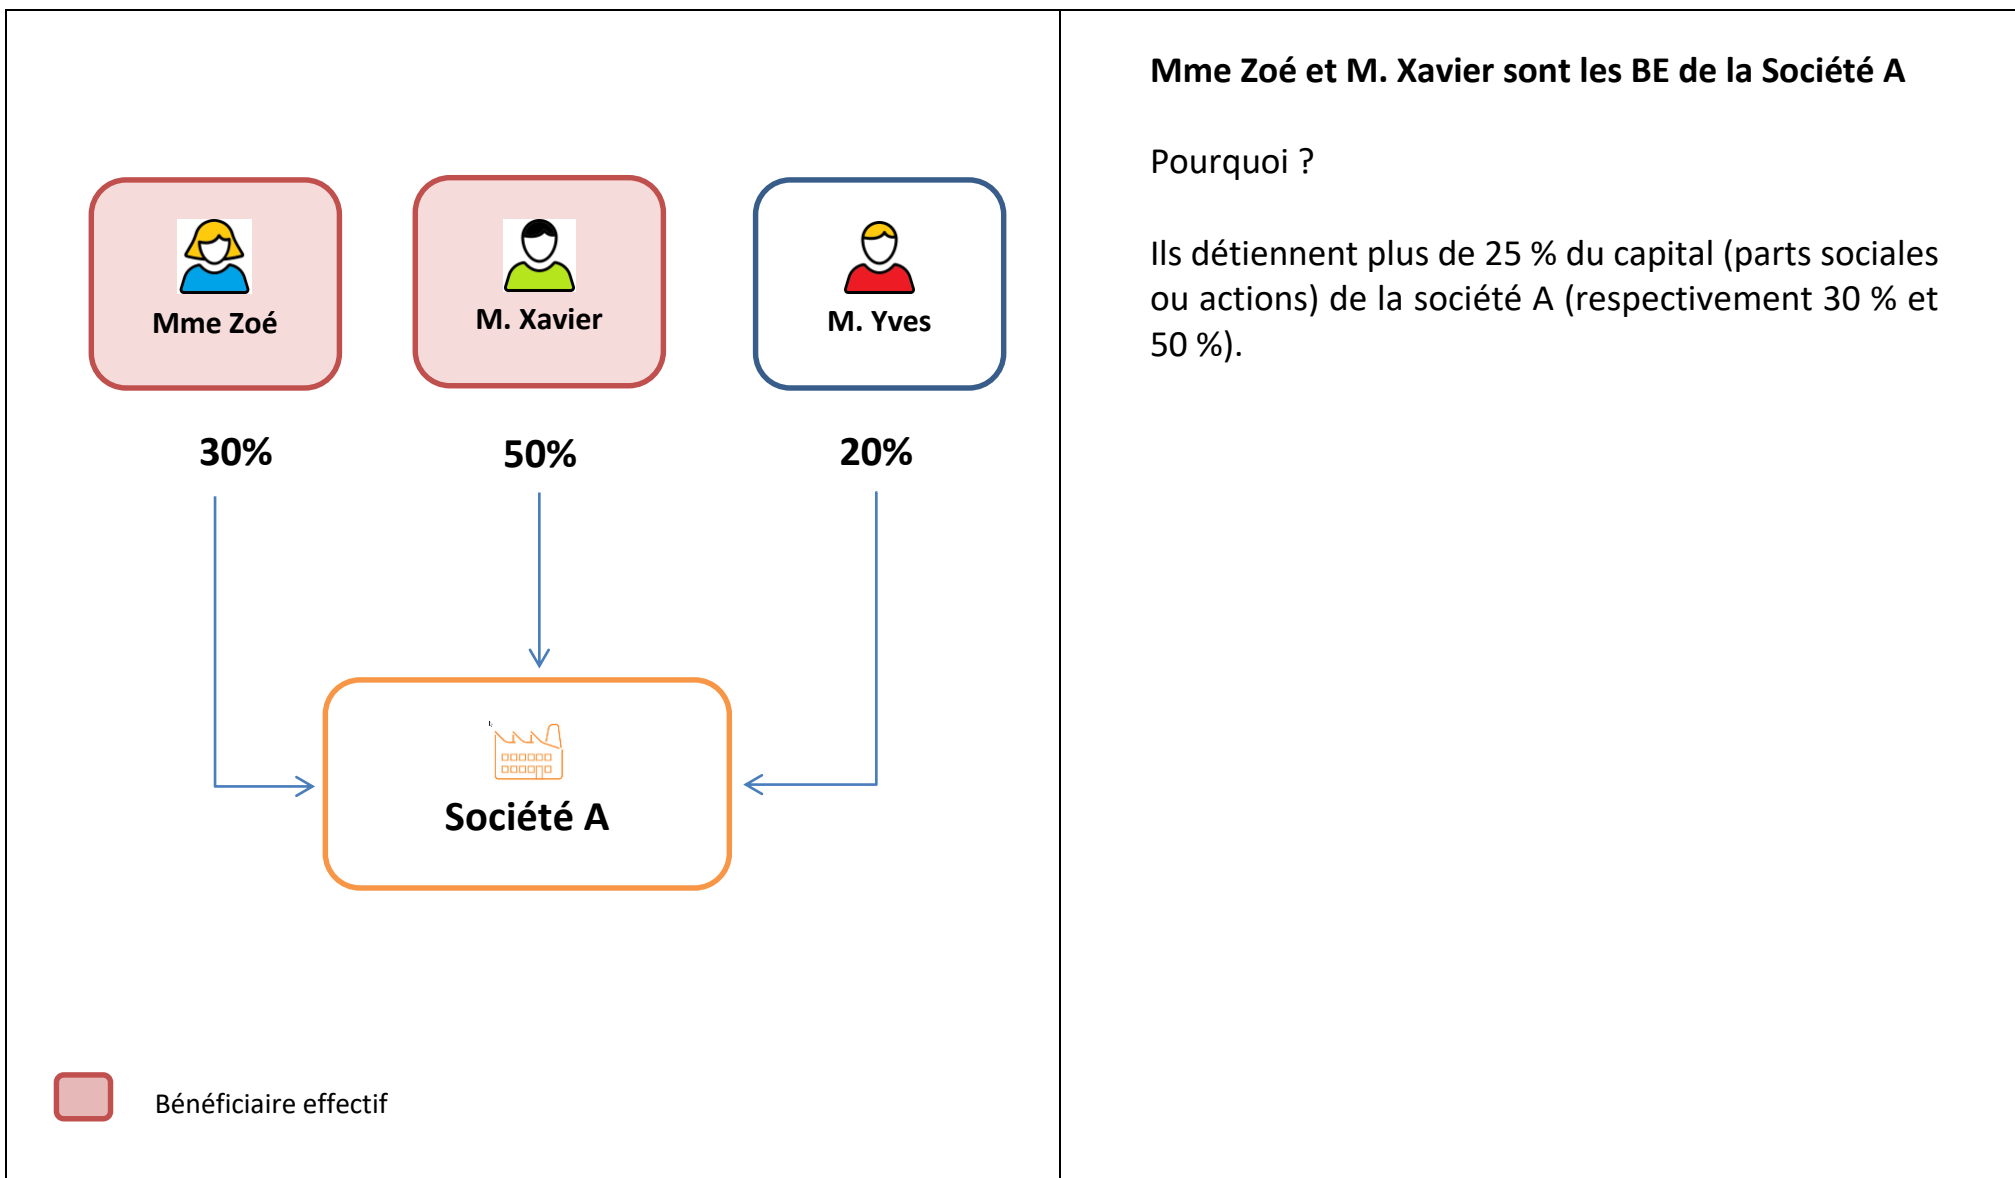 Mme Zoé
M. Xavier
M. Yves
30%
50%
20%
Société A
Bénéficiaire effectif
Mme Zoé et M. Xavier sont les BE de la Société A
Pourquoi ?
Ils détiennent plus de 25 % du capital (parts sociales
ou actions) de la société A (respectivement 30 % et
50 %).